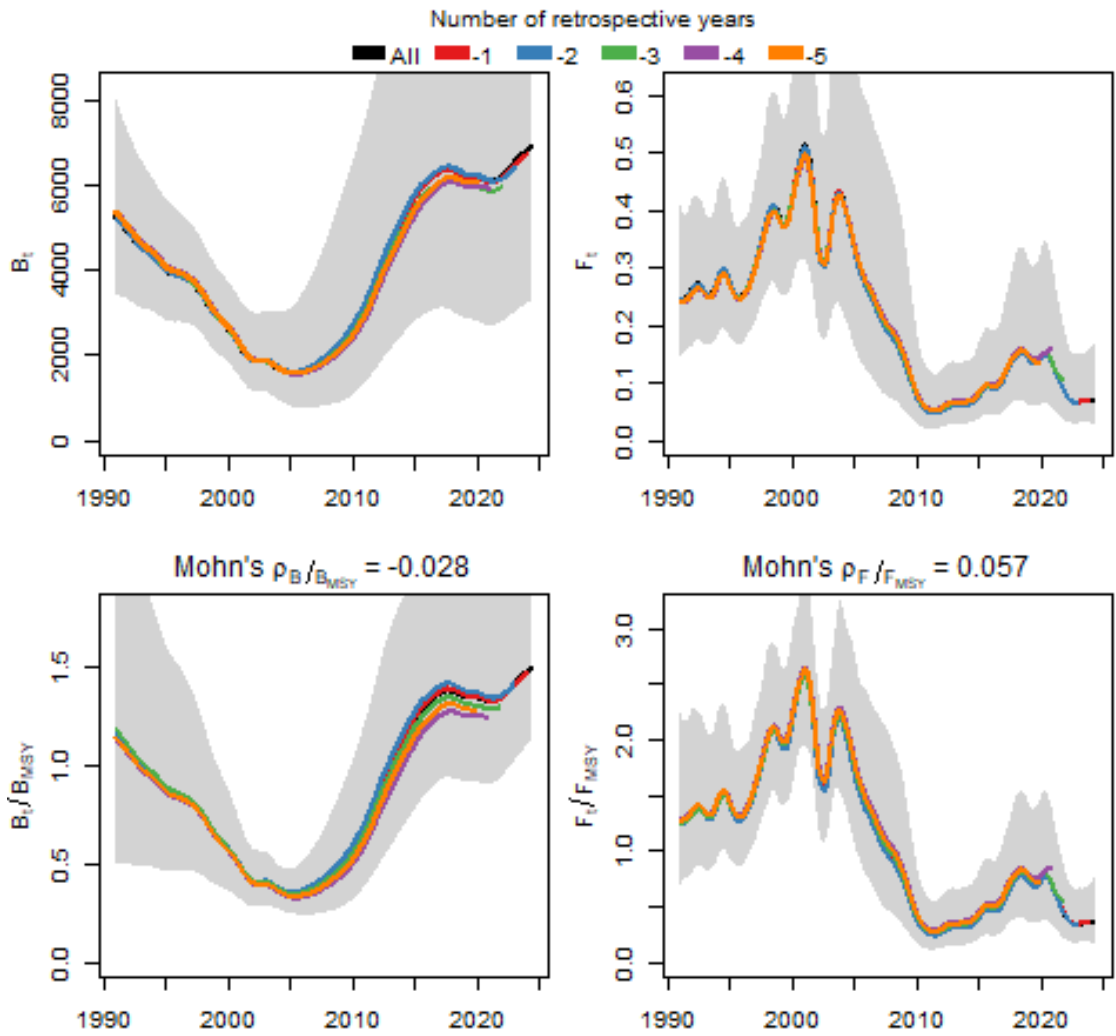 Number of retrospective years
All -1 -2 -3 -4 -5
Bt
0 2000 4000 6000 8000
1990 2000 2010 2020
Ft
0.0 0.1 0.2 0.3 0.4 0.5 0.6
1990 2000 2010 2020
Mohn's ρB/BMSY = -0.028
Bt/BMSY
0.0 0.5 1.0 1.5
1990 2000 2010 2020
Mohn's ρF/FMSY = 0.057
Ft/FMSY
0.0 1.0 2.0 3.0
1990 2000 2010 2020